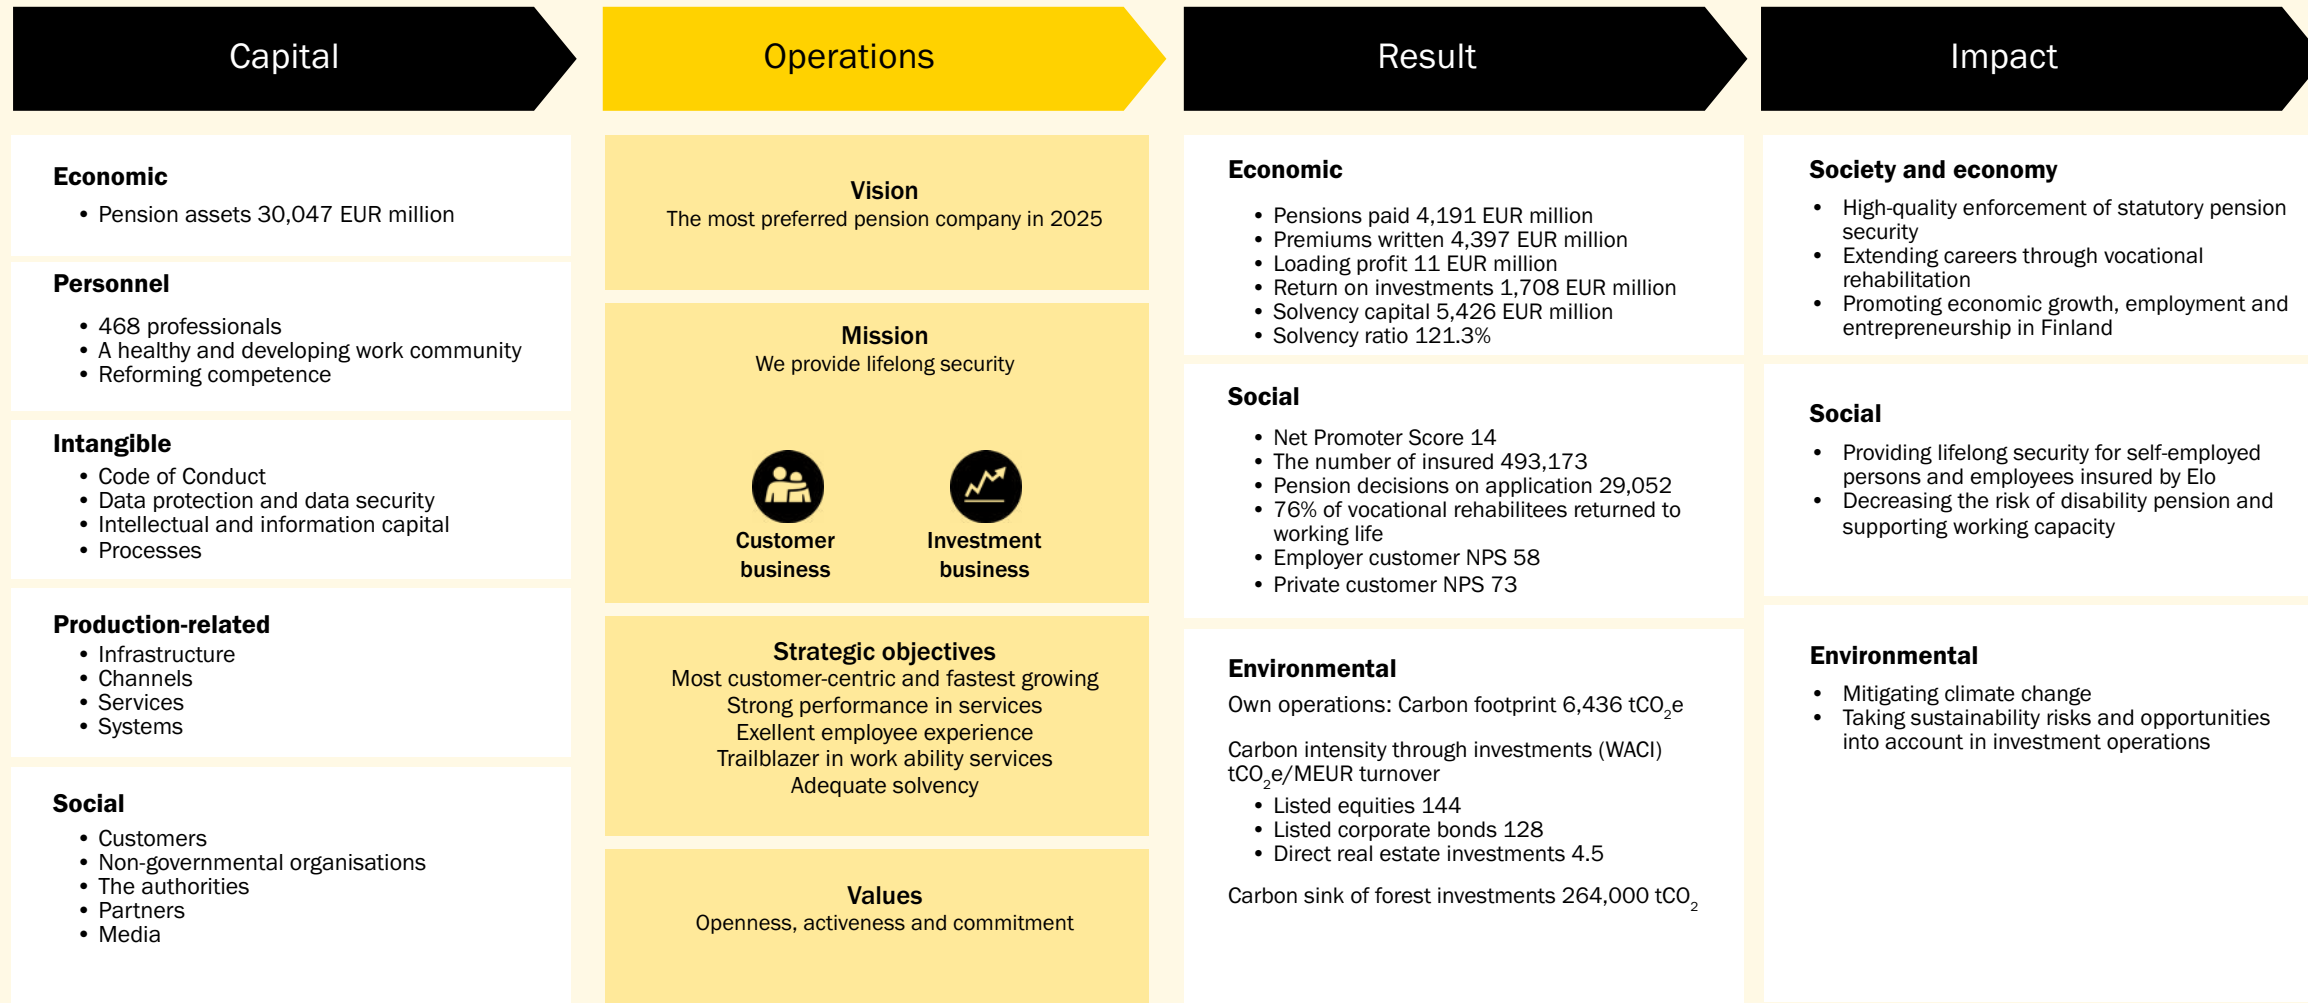 Capital
Economic
• Pension assets 30,047 EUR million
Personnel
• 468 professionals
• A healthy and developing work community
• Reforming competence
Intangible
• Code of Conduct
• Data protection and data security
• Intellectual and information capital
• Processes
Production-related
• Infrastructure
• Channels
• Services
• Systems
Social
• Customers
• Non-governmental organisations
• The authorities
• Partners
• Media
Operations
Vision
The most preferred pension company in 2025
Mission
We provide lifelong security
Customer
business
Investment
business
Strategic objectives
Most customer-centric and fastest growing
Strong performance in services
Exellent employee experience
Trailblazer in work ability services
Adequate solvency
Values
Openness, activeness and commitment
Result
Economic
• Pensions paid 4,191 EUR million
• Premiums written 4,397 EUR million
• Loading profit 11 EUR million
• Return on investments 1,708 EUR million
• Solvency capital 5,426 EUR million
• Solvency ratio 121.3%
Social
• Net Promoter Score 14
• The number of insured 493,173
• Pension decisions on application 29,052
• 76% of vocational rehabilitees returned to
working life
• Employer customer NPS 58
• Private customer NPS 73
Environmental
Own operations: Carbon footprint 6,436 tCO₂e
Carbon intensity through investments (WACI)
tCO₂e/MEUR turnover
• Listed equities 144
• Listed corporate bonds 128
• Direct real estate investments 4.5
Carbon sink of forest investments 264,000 tCO₂
Impact
Society and economy
• High-quality enforcement of statutory pension
security
• Extending careers through vocational
rehabilitation
• Promoting economic growth, employment and
entrepreneurship in Finland
Social
• Providing lifelong security for self-employed
persons and employees insured by Elo
• Decreasing the risk of disability pension and
supporting working capacity
Environmental
• Mitigating climate change
• Taking sustainability risks and opportunities
into account in investment operations